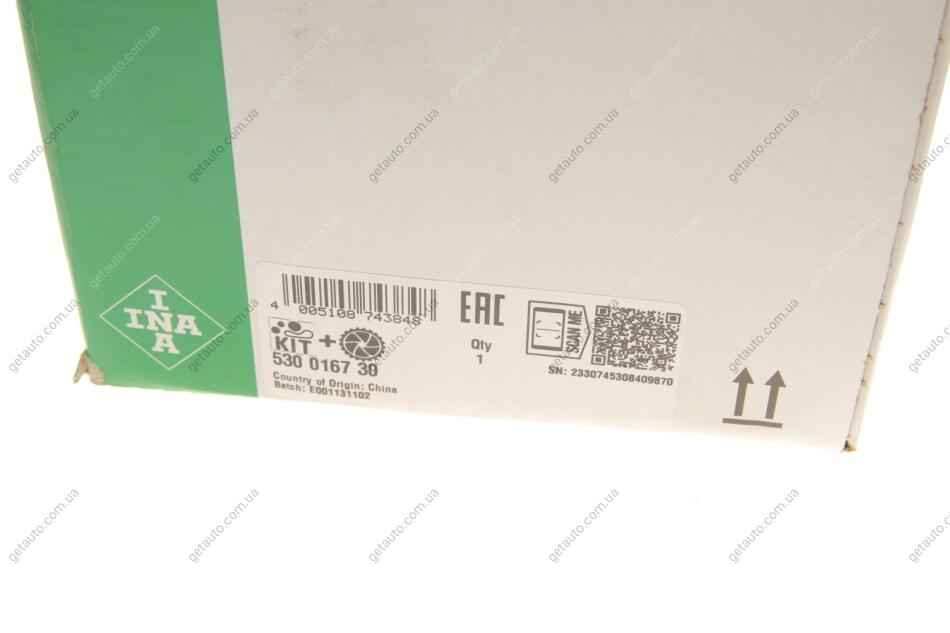 I
INA
A
4 005108 743848
EAC
Qty
1
SCAN ME
KIT +
530 0167 30
SN: 2330745308409870
Country of Origin: China
Batch: E001131102
getauto.com.ua